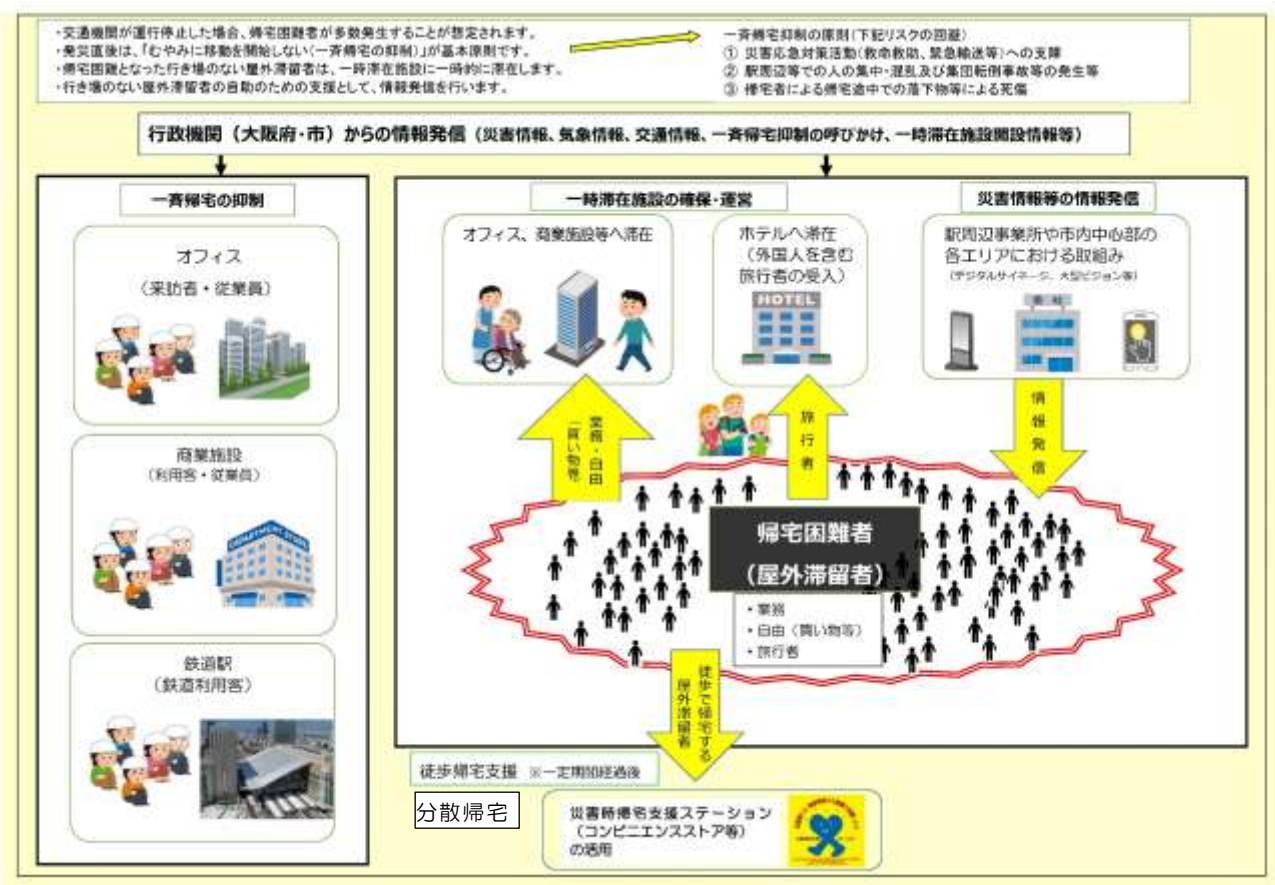 ・交通機関が運行停止した場合、帰宅困難者が多数発生することが想定されます。
・発災直後は、「むやみに移動を開始しない(一斉帰宅の抑制)」が基本原則です。
・帰宅困難となった行き場のない屋外滞留者は、一時滞在施設に一時的に滞在します。
・行き場のない屋外滞留者の自助のための支援として、情報発信を行います。
一斉帰宅抑制の原則(下記リスクの回避)
① 災害応急対策活動(救命救助、緊急輸送等)への支障
② 駅周辺等での人の集中・混乱及び集団転倒事故等の発生等
③ 帰宅者による帰宅途中での落下物等による死傷
行政機関(大阪府・市)からの情報発信(災害情報、気象情報、交通情報、一斉帰宅抑制の呼びかけ、一時滞在施設開設情報等)
一斉帰宅の抑制
オフィス
(来訪者・従業員)
商業施設
(利用客・従業員)
DEPARTMENT STORE
鉄道駅
(鉄道利用客)
一時滞在施設の確保・運営
オフィス、商業施設等へ滞在
ホテルへ滞在
(外国人を含む
旅行者の受入)
HOTEL
災害情報等の情報発信
駅周辺事業所や市内中心部の
各エリアにおける取組み
(デジタルサイネージ、大型ビジョン等)
会社
業務・自由
(買い物等)
旅行者
情報発信
帰宅困難者
(屋外滞留者)
・業務
・自由(買い物等)
・旅行者
徒歩で帰宅する
屋外滞留者
徒歩帰宅支援 ※一定期間経過後
分散帰宅
災害時帰宅支援ステーション
(コンビニエンスストア等)
の活用